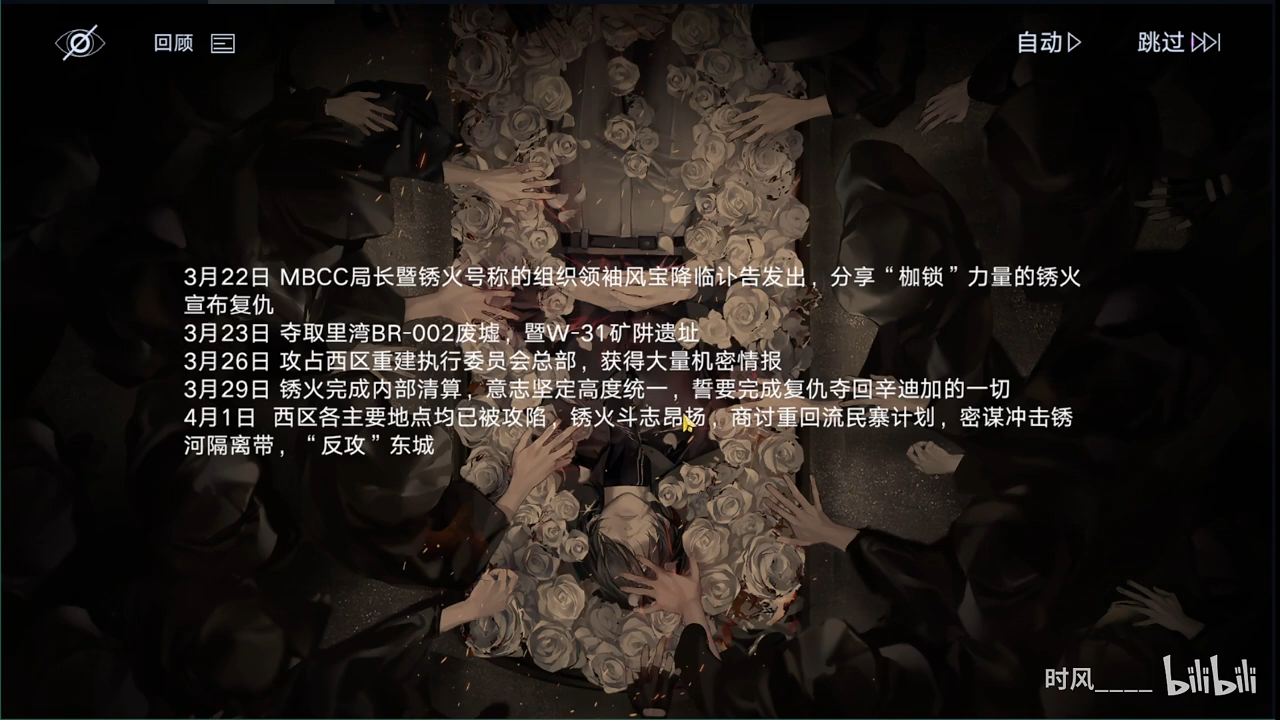 回顾
自动
跳过
3月22日 MBCC局长暨锈火号称的组织领袖风宝降临讣告发出，分享“枷锁”力量的锈火
宣布复仇
3月23日 夺取里湾BR-002废墟，暨W-31矿阱遗址
3月26日 攻占西区重建执行委员会总部，获得大量机密情报
3月29日 锈火完成内部清算，意志坚定高度统一，誓要完成复仇夺回辛迪加的一切
4月1日 西区各主要地点均已被攻陷，锈火斗志昂扬，商讨重回流民寨计划，密谋冲击锈
河隔离带，“反攻”东城
时风____ bilibili